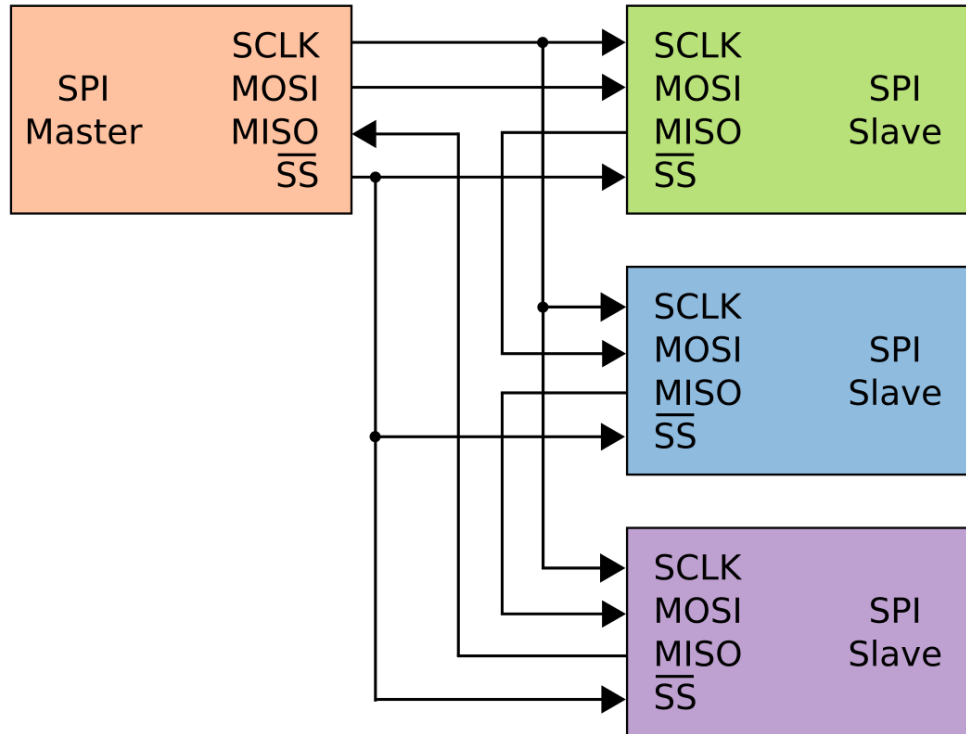 SPI
Master
SCLK
MOSI
MISO
SS
SCLK
MOSI
MISO
SS
SPI
Slave
SCLK
MOSI
MISO
SS
SPI
Slave
SCLK
MOSI
MISO
SS
SPI
Slave